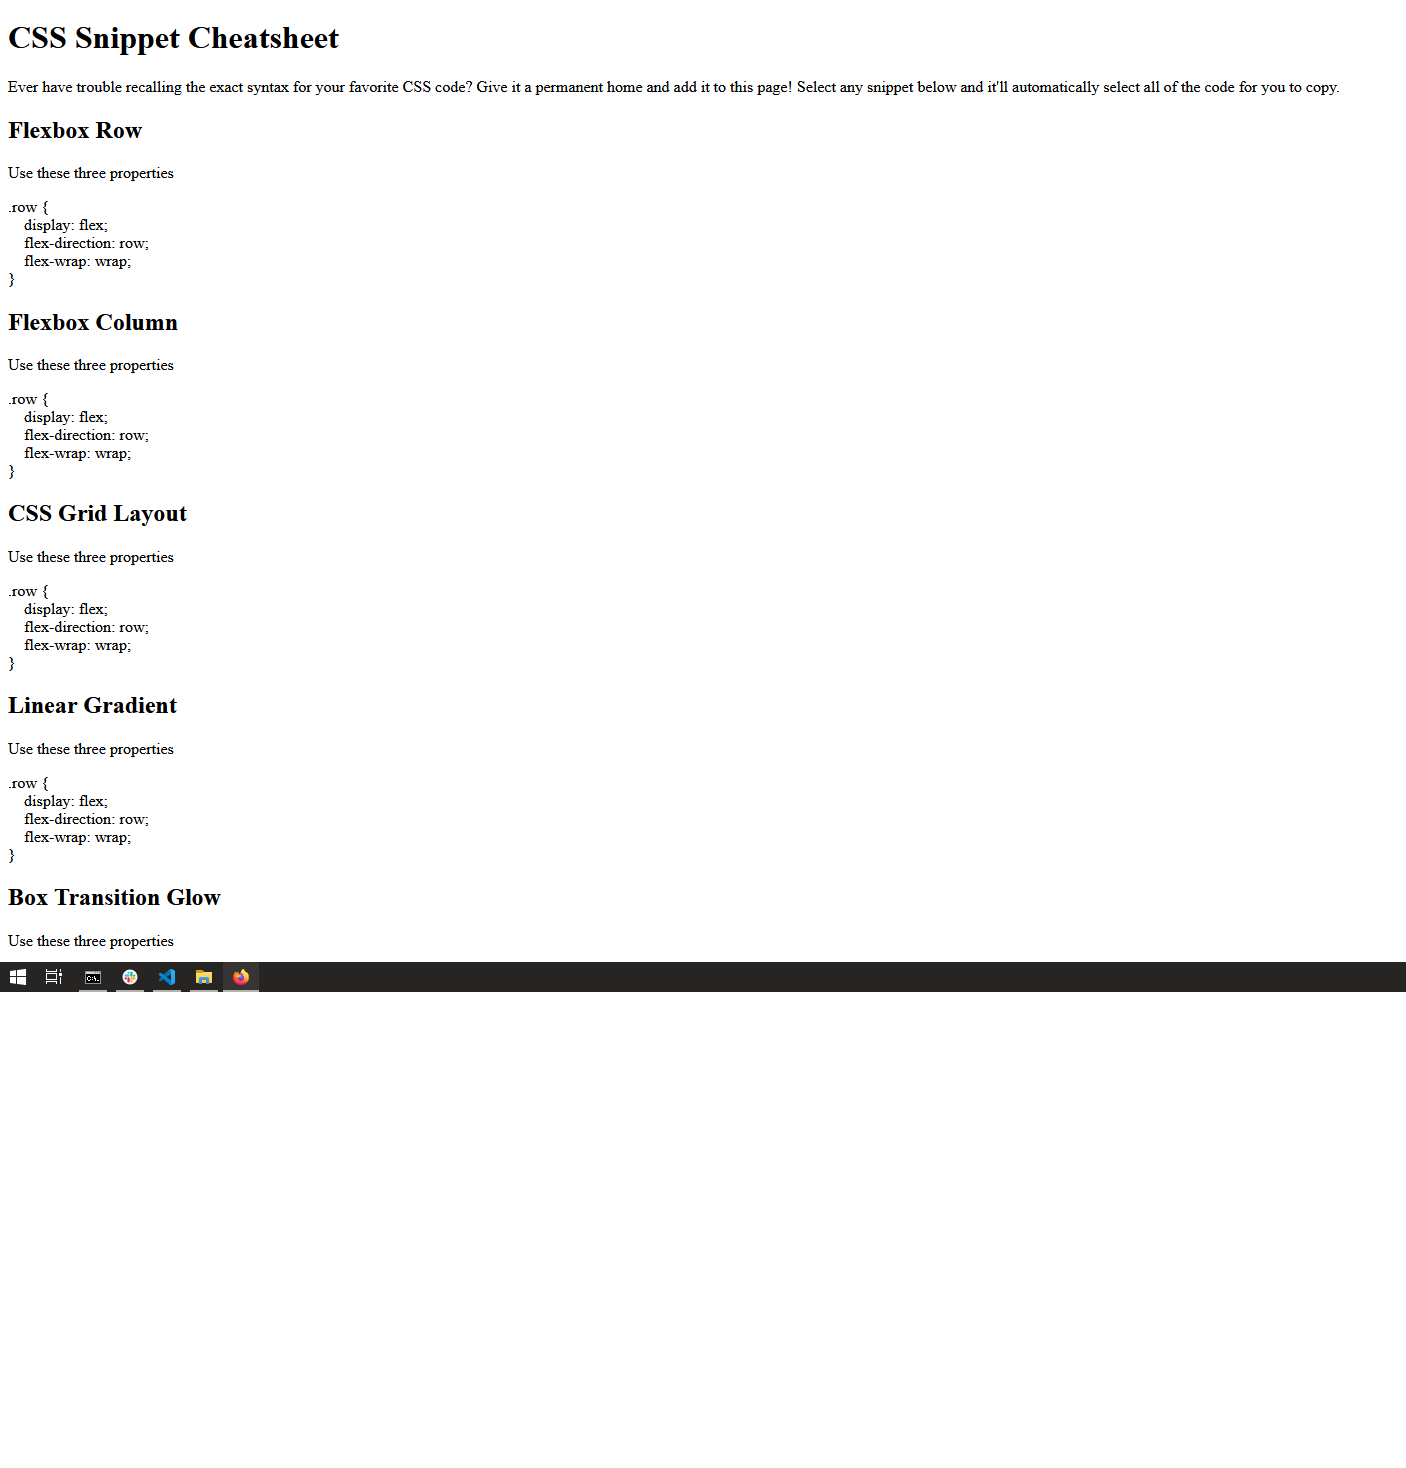 CSS Snippet Cheatsheet
Ever have trouble recalling the exact syntax for your favorite CSS code? Give it a permanent home and add it to this page! Select any snippet below and it'll automatically select all of the code for you to copy.
Flexbox Row
Use these three properties
.row {
    display: flex;
    flex-direction: row;
    flex-wrap: wrap;
}
Flexbox Column
Use these three properties
.row {
    display: flex;
    flex-direction: row;
    flex-wrap: wrap;
}
CSS Grid Layout
Use these three properties
.row {
    display: flex;
    flex-direction: row;
    flex-wrap: wrap;
}
Linear Gradient
Use these three properties
.row {
    display: flex;
    flex-direction: row;
    flex-wrap: wrap;
}
Box Transition Glow
Use these three properties